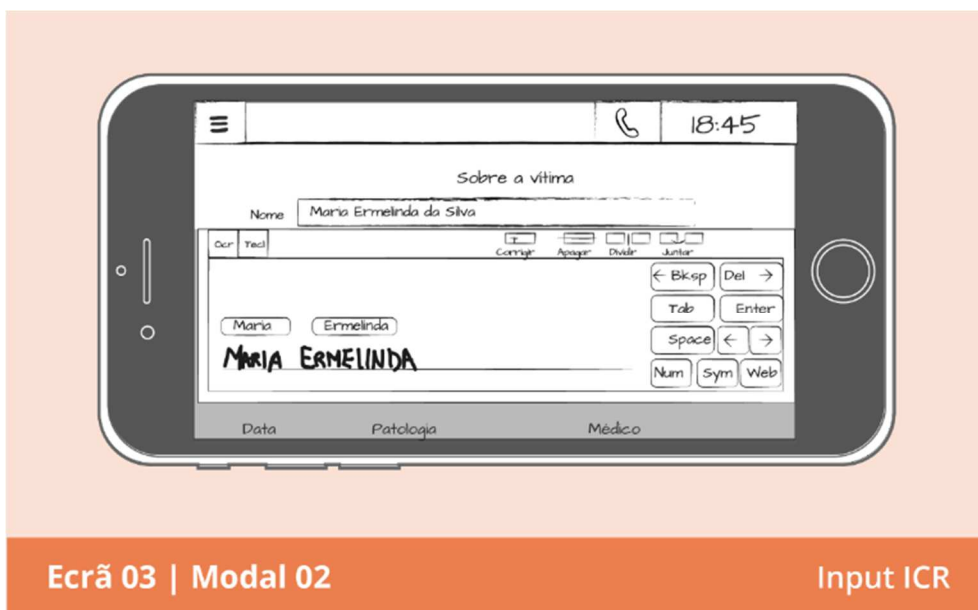 18:45
Sobre a vítima
Nome Maria Ermelinda da Silva
Ocr Tecl Corrigir Apagar Dividir Juntar
← Bksp Del →
Tab Enter
Maria Ermelinda
Space ← →
MARIA ERMELINDA
Num Sym Web
Data Patologia Médico
Ecrã 03 | Modal 02 Input ICR